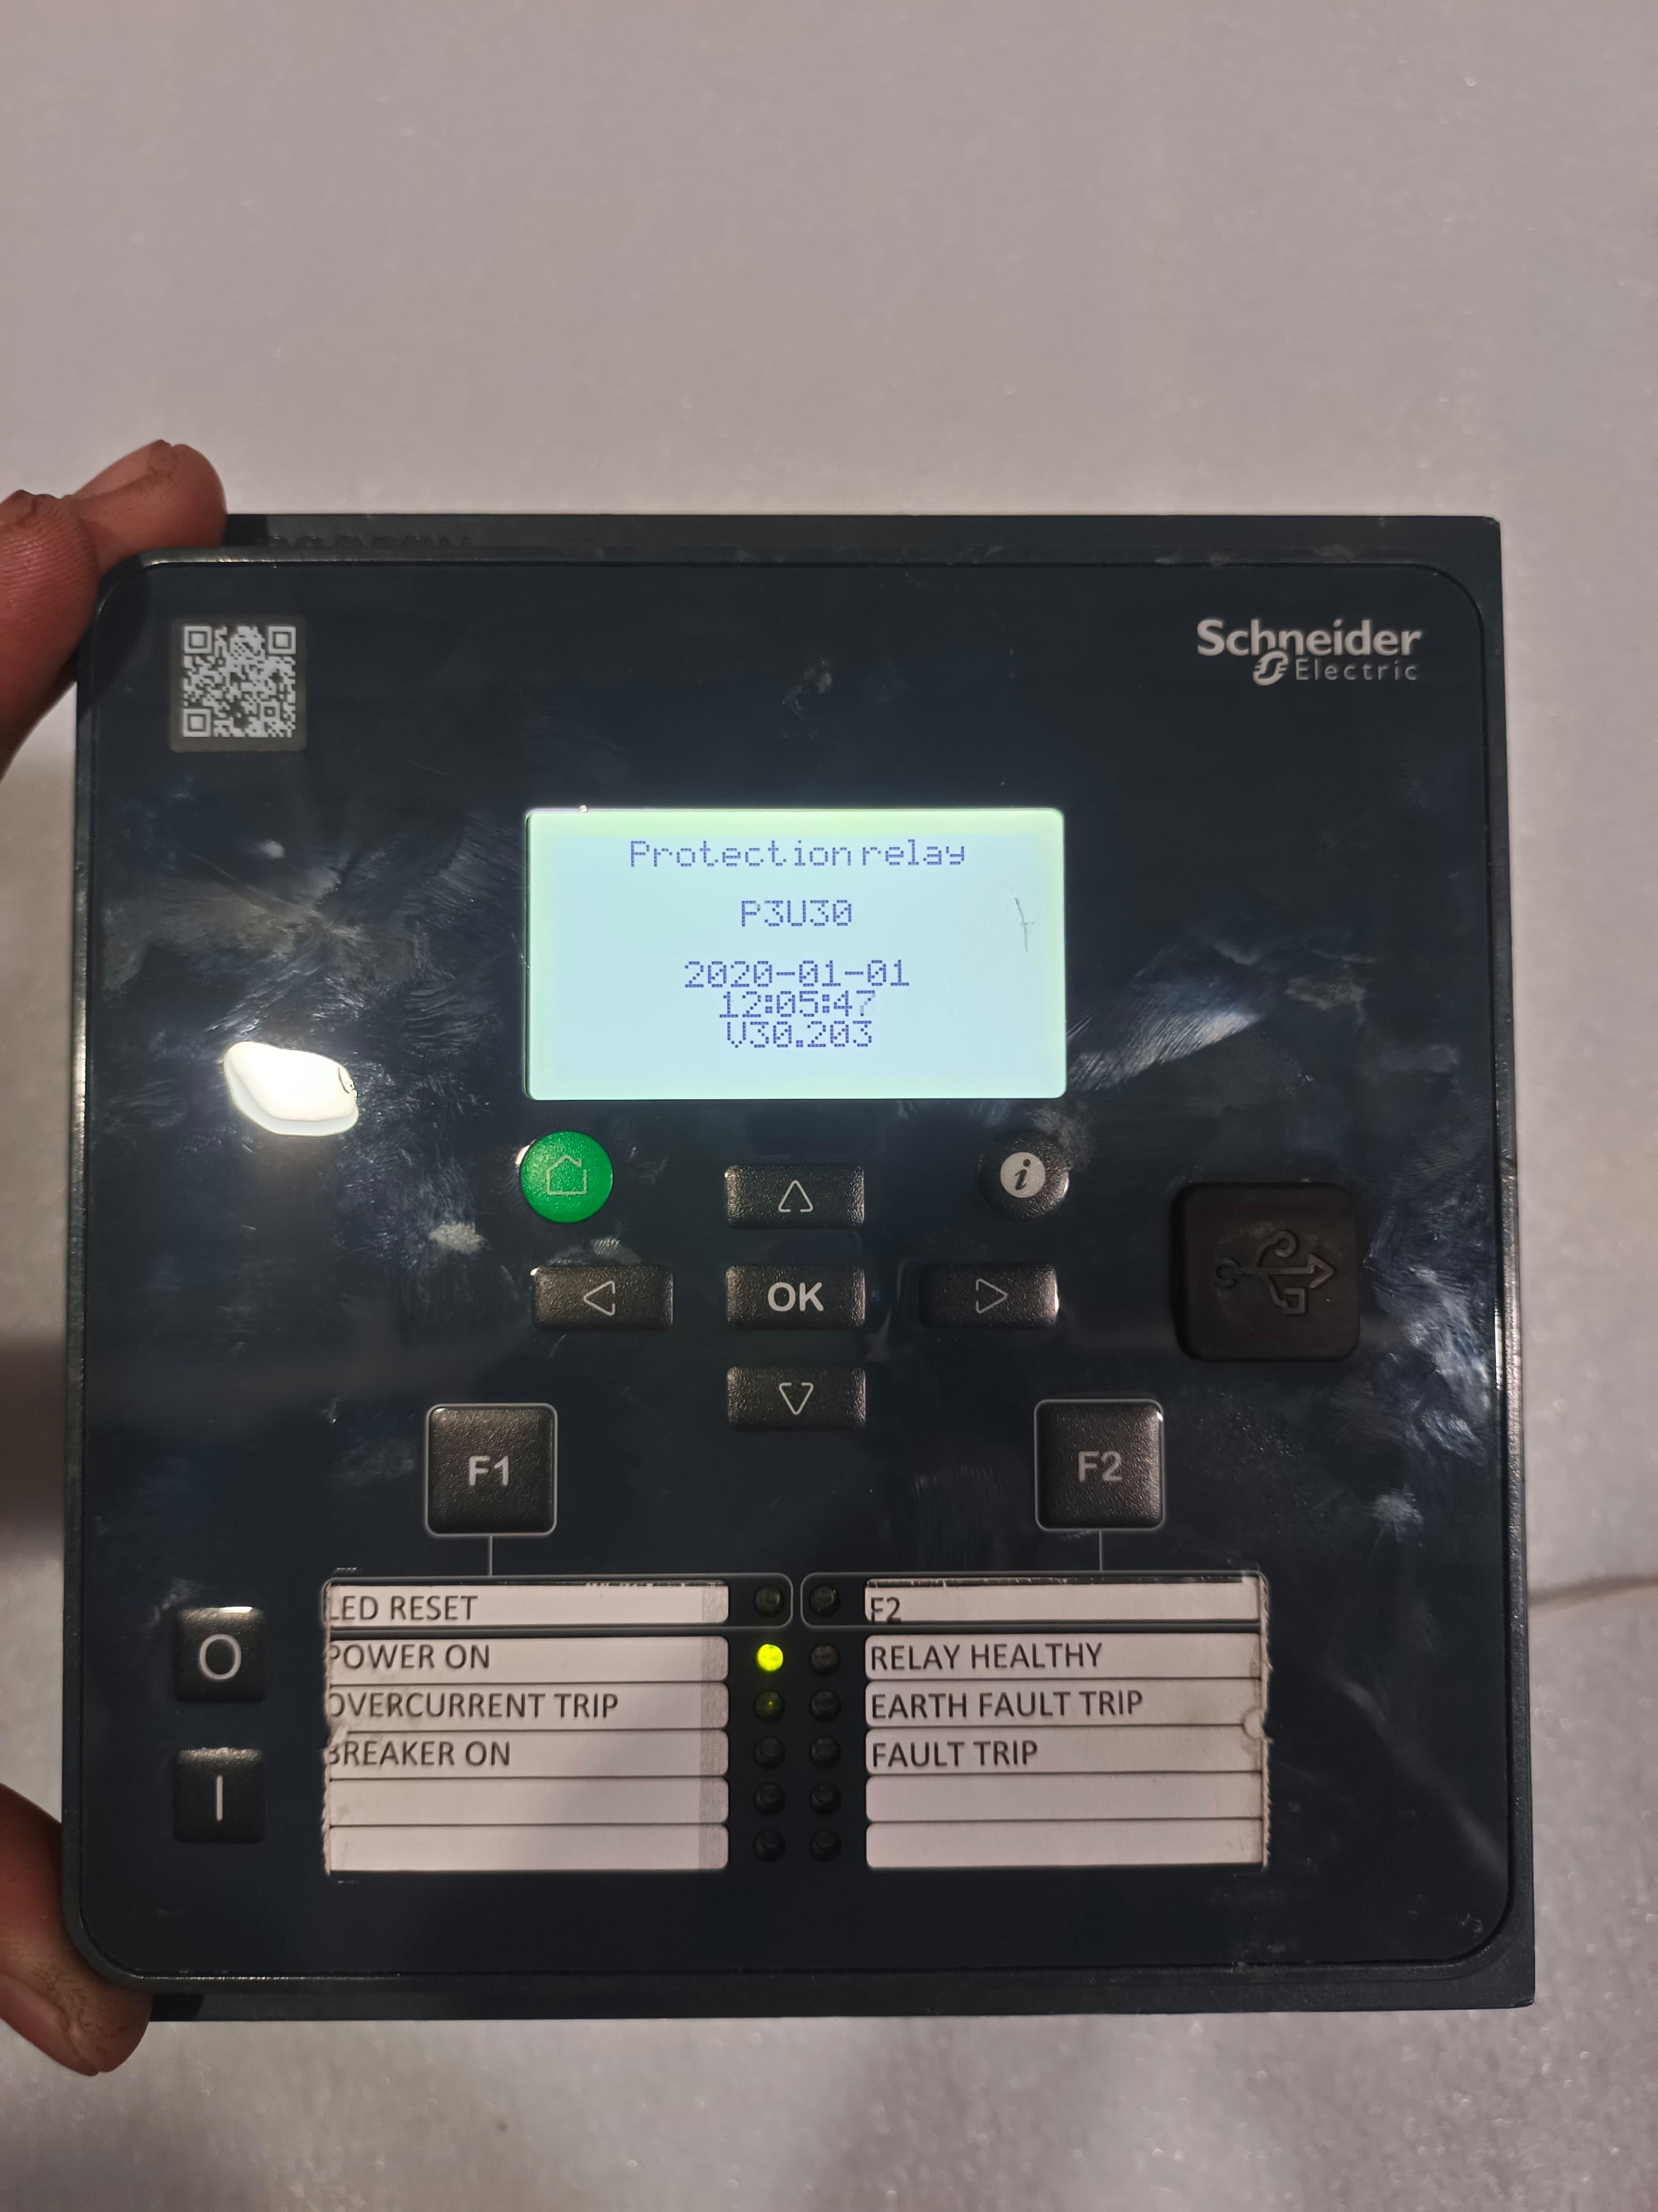 Schneider
Electric
Protection relay
P3U30
2020-01-01
12:05:47
V30.203
i
OK
F1
F2
LED RESET
F2
POWER ON
RELAY HEALTHY
OVERCURRENT TRIP
EARTH FAULT TRIP
BREAKER ON
FAULT TRIP
O
I